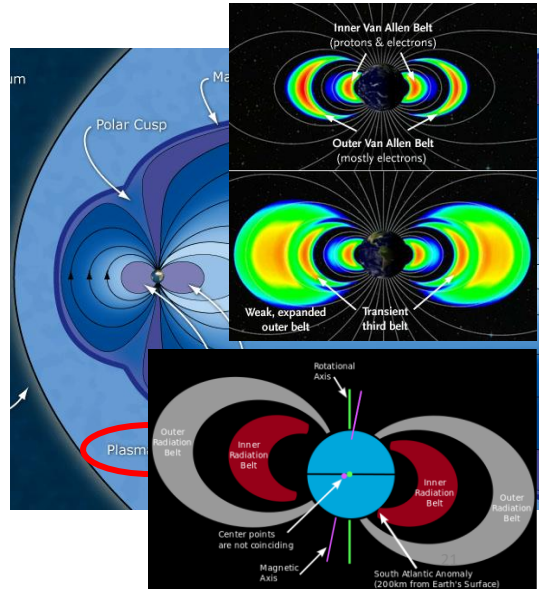 um
Ma
Polar Cusp
Plasma
Inner Van Allen Belt
(protons & electrons)
Outer Van Allen Belt
(mostly electrons)
Weak, expanded
outer belt
Transient
third belt
Rotational
Axis
Outer
Radiation
Belt
Inner
Radiation
Belt
Inner
Radiation
Belt
Outer
Radiation
Belt
Center points
are not coinciding
Magnetic
Axis
South Atlantic Anomaly
(200km from Earth's Surface)
21